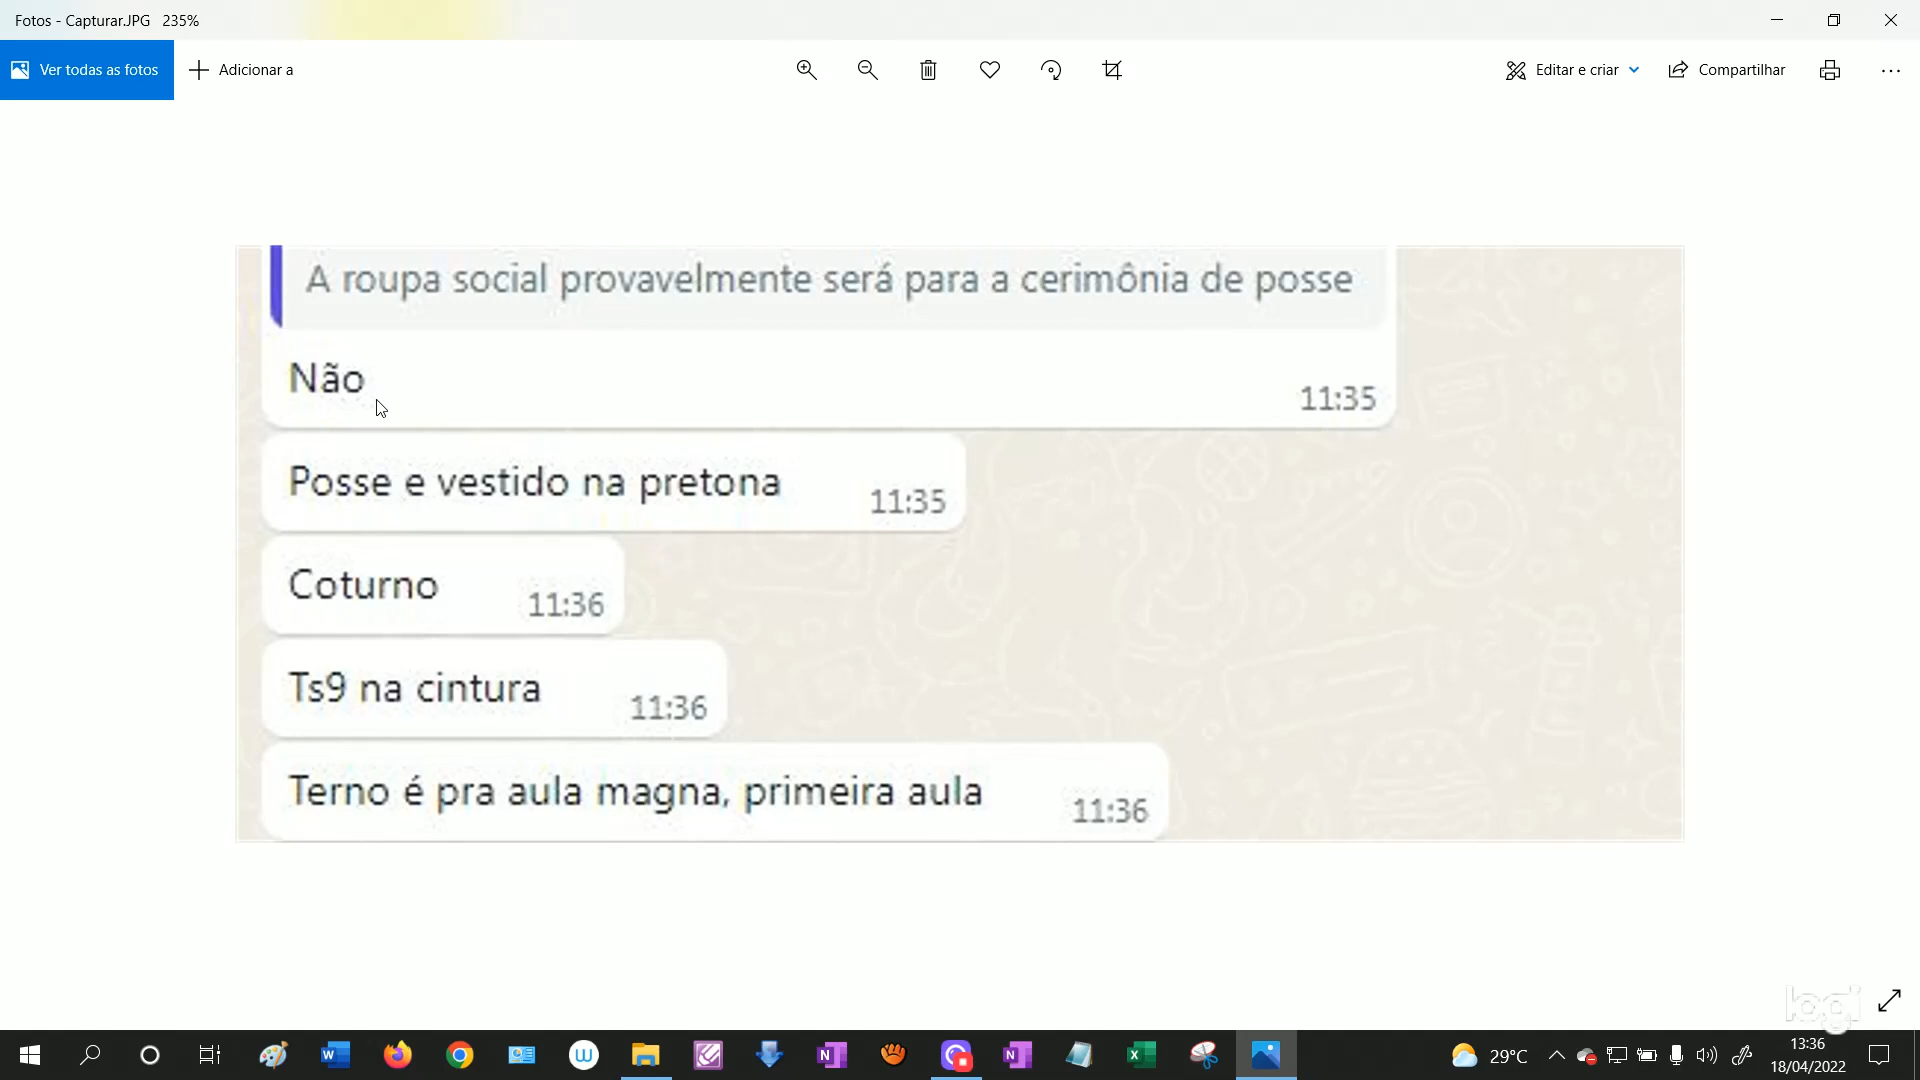 Fotos - Capturar.JPG 235%
Ver todas as fotos
Adicionar a
Editar e criar
Compartilhar
A roupa social provavelmente será para a cerimônia de posse
Não
11:35
Posse e vestido na pretona
11:35
Coturno
11:36
Ts9 na cintura
11:36
Terno é pra aula magna, primeira aula
11:36
logi
29°C
13:36
18/04/2022